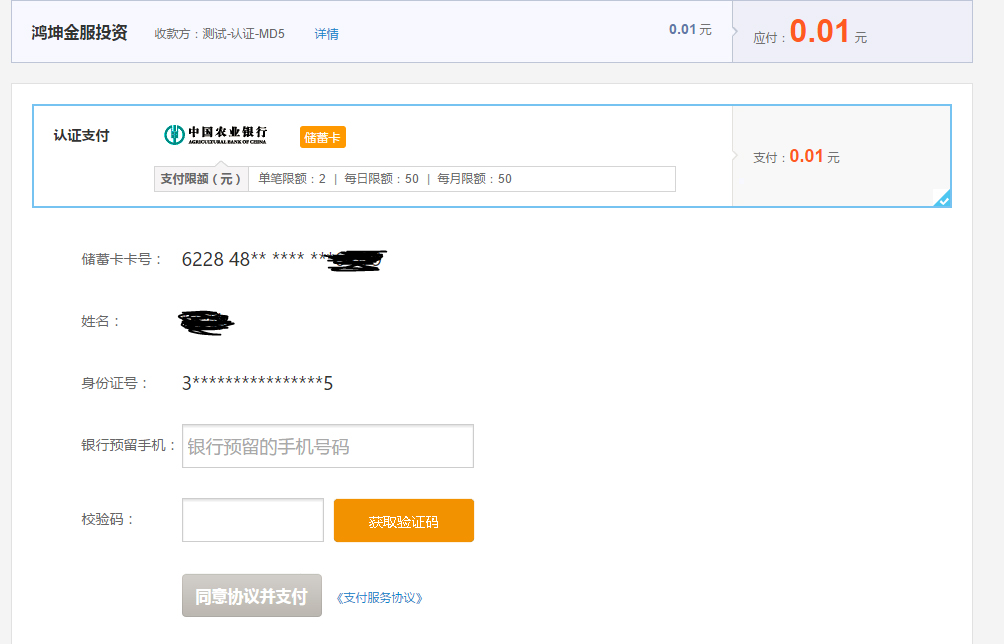 鸿坤金服投资 收款方：测试-认证-MD5 详情 0.01 元 应付：0.01 元
认证支付 中国农业银行 储蓄卡
AGRICULTURAL BANK OF CHINA
支付：0.01 元
支付限额（元） 单笔限额：2 | 每日限额：50 | 每月限额：50
储蓄卡卡号： 6228 48** **** **
姓名：
身份证号： 3****************5
银行预留手机： 银行预留的手机号码
校验码： 获取验证码
同意协议并支付 《支付服务协议》